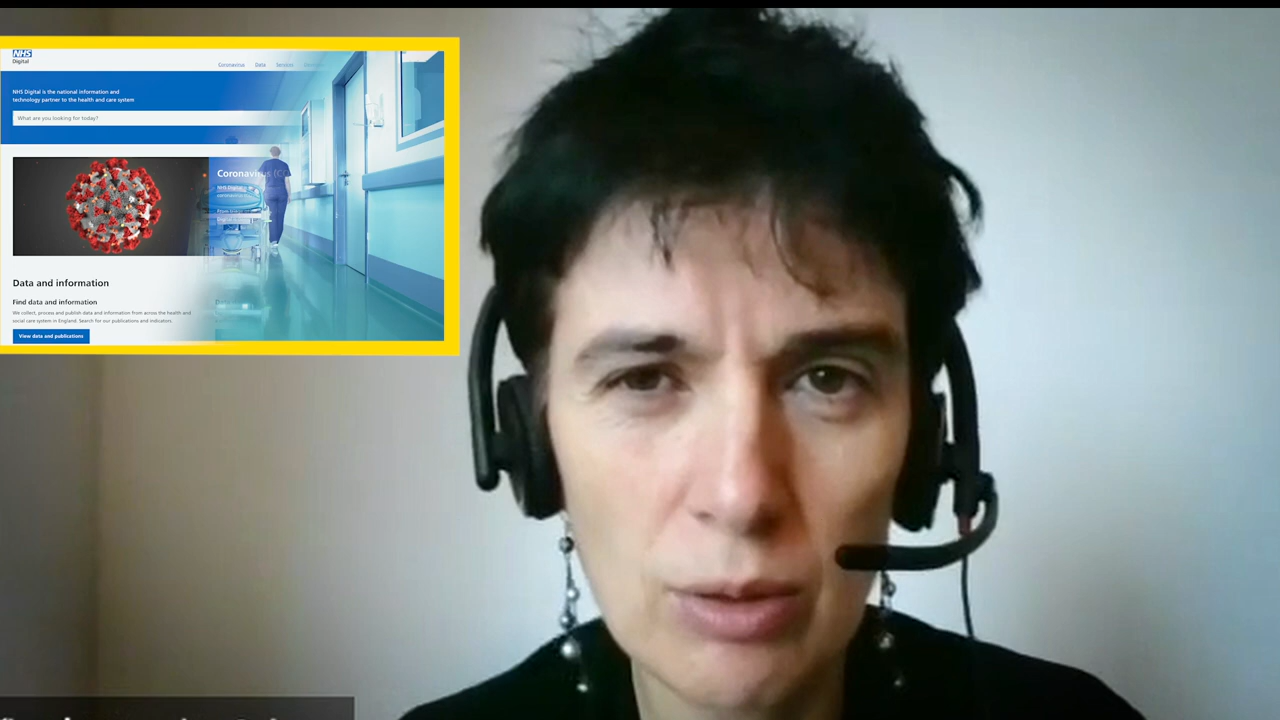 NHS
Digital
Coronavirus Data Services
NHS Digital is the national information and
technology partner to the health and care system
What are you looking for today?
Coronavirus (C
NHS Digital
coronavirus
Data and information
Find data and information
We collect, process and publish data and information from across the health and
social care system in England. Search for our publications and indicators.
View data and publications